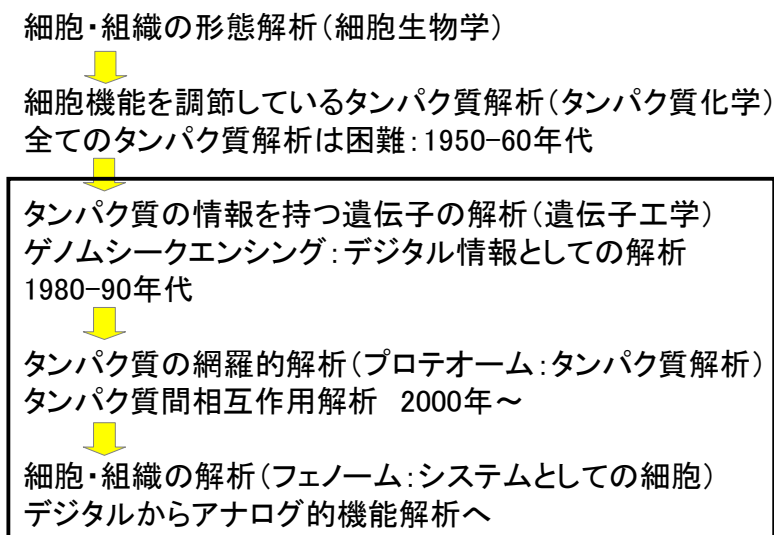 細胞・組織の形態解析（細胞生物学）
細胞機能を調節しているタンパク質解析（タンパク質化学）
全てのタンパク質解析は困難：1950-60年代
タンパク質の情報を持つ遺伝子の解析（遺伝子工学）
ゲノムシークエンシング：デジタル情報としての解析
1980-90年代
タンパク質の網羅的解析（プロテオーム：タンパク質解析）
タンパク質間相互作用解析　2000年～
細胞・組織の解析（フェノーム：システムとしての細胞）
デジタルからアナログ的機能解析へ